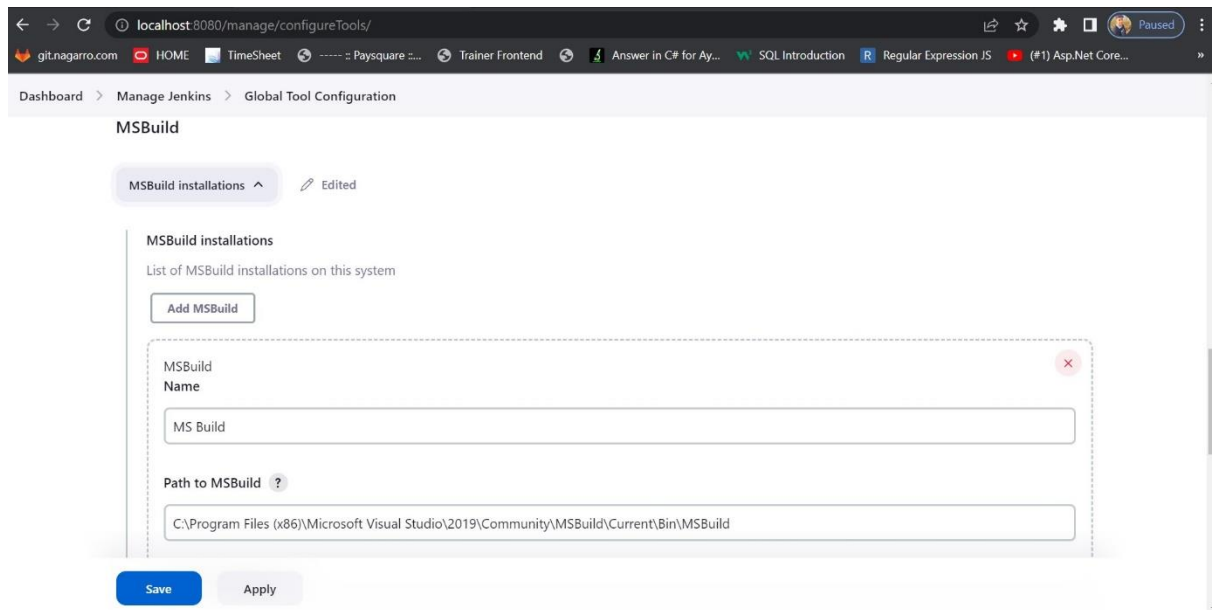 localhost:8080/manage/configureTools/
Paused
git.nagarro.com HOME TimeSheet ----- :: Paysquare ::... Trainer Frontend Answer in C# for Ay... SQL Introduction R Regular Expression JS (#1) Asp.Net Core... »
Dashboard > Manage Jenkins > Global Tool Configuration
MSBuild
MSBuild installations Edited
MSBuild installations
List of MSBuild installations on this system
Add MSBuild
MSBuild
Name
MS Build
Path to MSBuild ?
C:\Program Files (x86)\Microsoft Visual Studio\2019\Community\MSBuild\Current\Bin\MSBuild
Save Apply